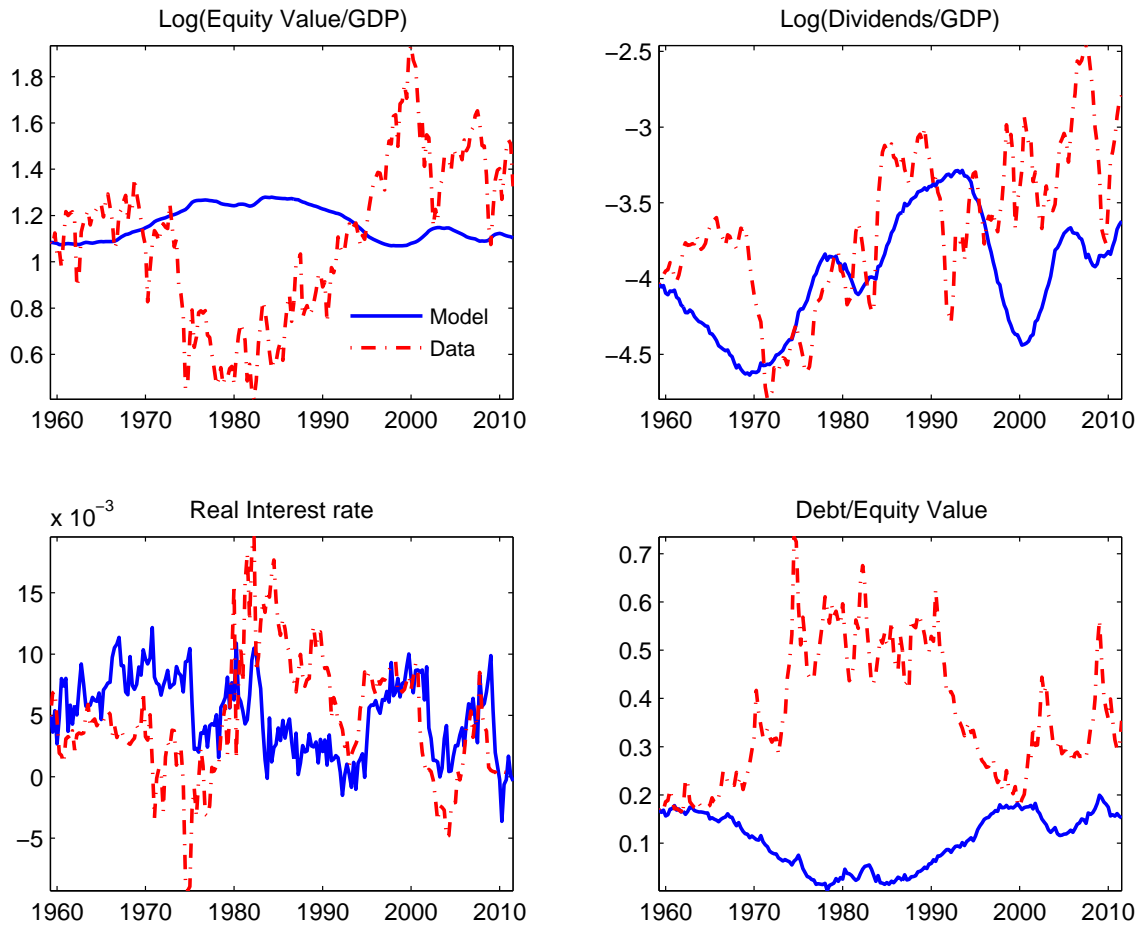 Log(Equity Value/GDP)
1.8
1.6
1.4
1.2
1
0.8
0.6
Model
Data
1960 1970 1980 1990 2000 2010
Log(Dividends/GDP)
−2.5
−3
−3.5
−4
−4.5
1960 1970 1980 1990 2000 2010
Real Interest rate
x 10−3
15
10
5
0
−5
1960 1970 1980 1990 2000 2010
Debt/Equity Value
0.7
0.6
0.5
0.4
0.3
0.2
0.1
1960 1970 1980 1990 2000 2010